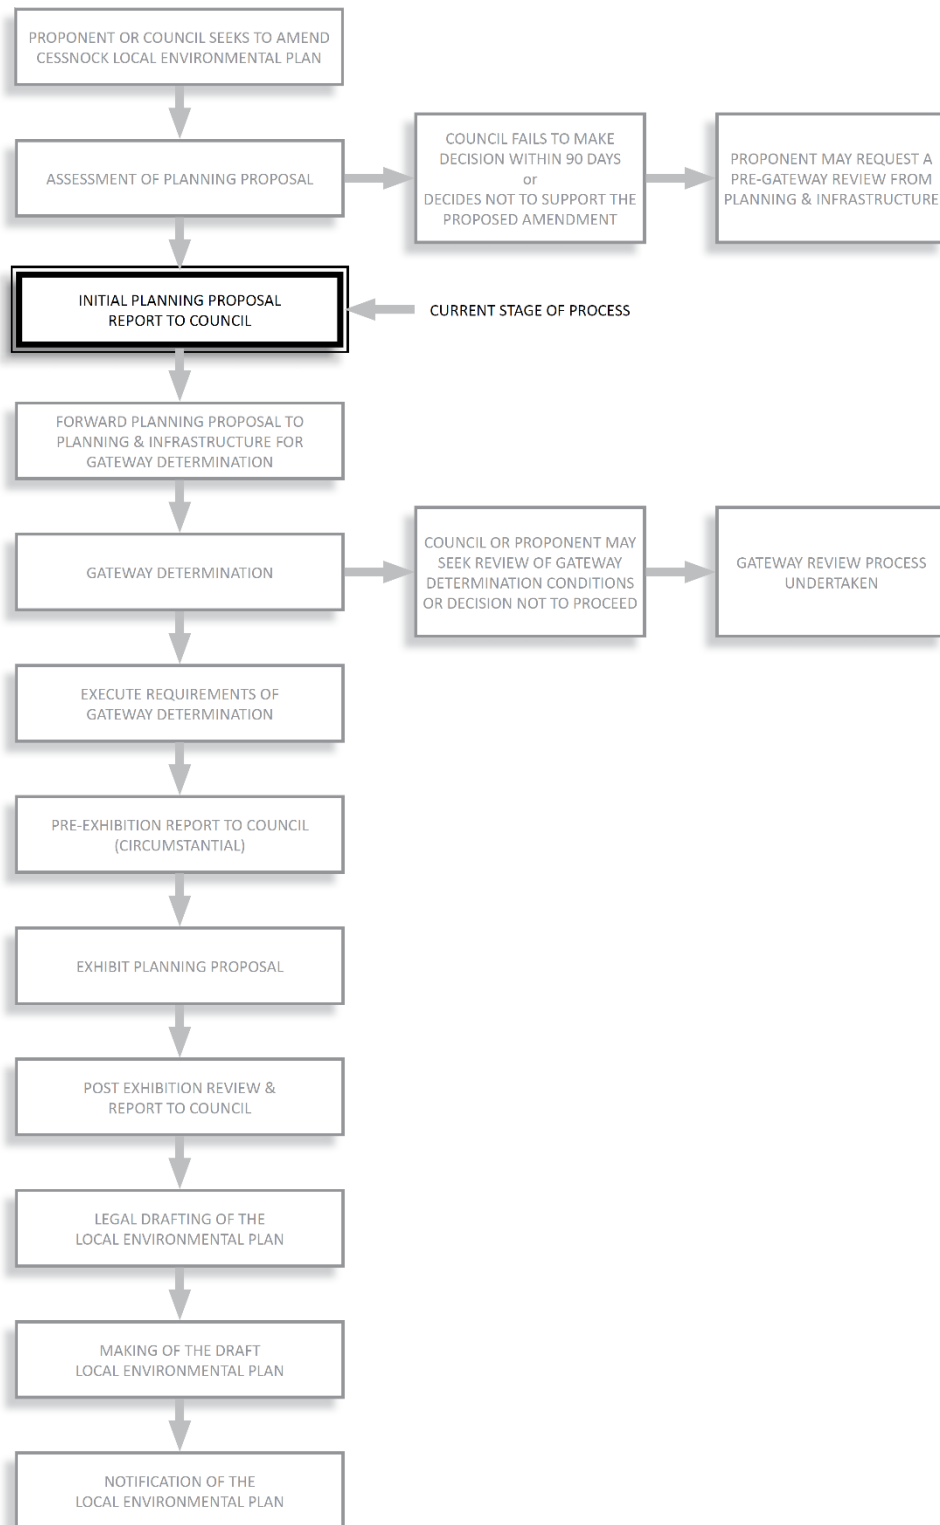 PROPONENT OR COUNCIL SEEKS TO AMEND
CESSNOCK LOCAL ENVIRONMENTAL PLAN
ASSESSMENT OF PLANNING PROPOSAL
COUNCIL FAILS TO MAKE
DECISION WITHIN 90 DAYS
or
DECIDES NOT TO SUPPORT THE
PROPOSED AMENDMENT
PROPONENT MAY REQUEST A
PRE-GATEWAY REVIEW FROM
PLANNING & INFRASTRUCTURE
INITIAL PLANNING PROPOSAL
REPORT TO COUNCIL
CURRENT STAGE OF PROCESS
FORWARD PLANNING PROPOSAL TO
PLANNING & INFRASTRUCTURE FOR
GATEWAY DETERMINATION
GATEWAY DETERMINATION
COUNCIL OR PROPONENT MAY
SEEK REVIEW OF GATEWAY
DETERMINATION CONDITIONS
OR DECISION NOT TO PROCEED
GATEWAY REVIEW PROCESS
UNDERTAKEN
EXECUTE REQUIREMENTS OF
GATEWAY DETERMINATION
PRE-EXHIBITION REPORT TO COUNCIL
(CIRCUMSTANTIAL)
EXHIBIT PLANNING PROPOSAL
POST EXHIBITION REVIEW &
REPORT TO COUNCIL
LEGAL DRAFTING OF THE
LOCAL ENVIRONMENTAL PLAN
MAKING OF THE DRAFT
LOCAL ENVIRONMENTAL PLAN
NOTIFICATION OF THE
LOCAL ENVIRONMENTAL PLAN